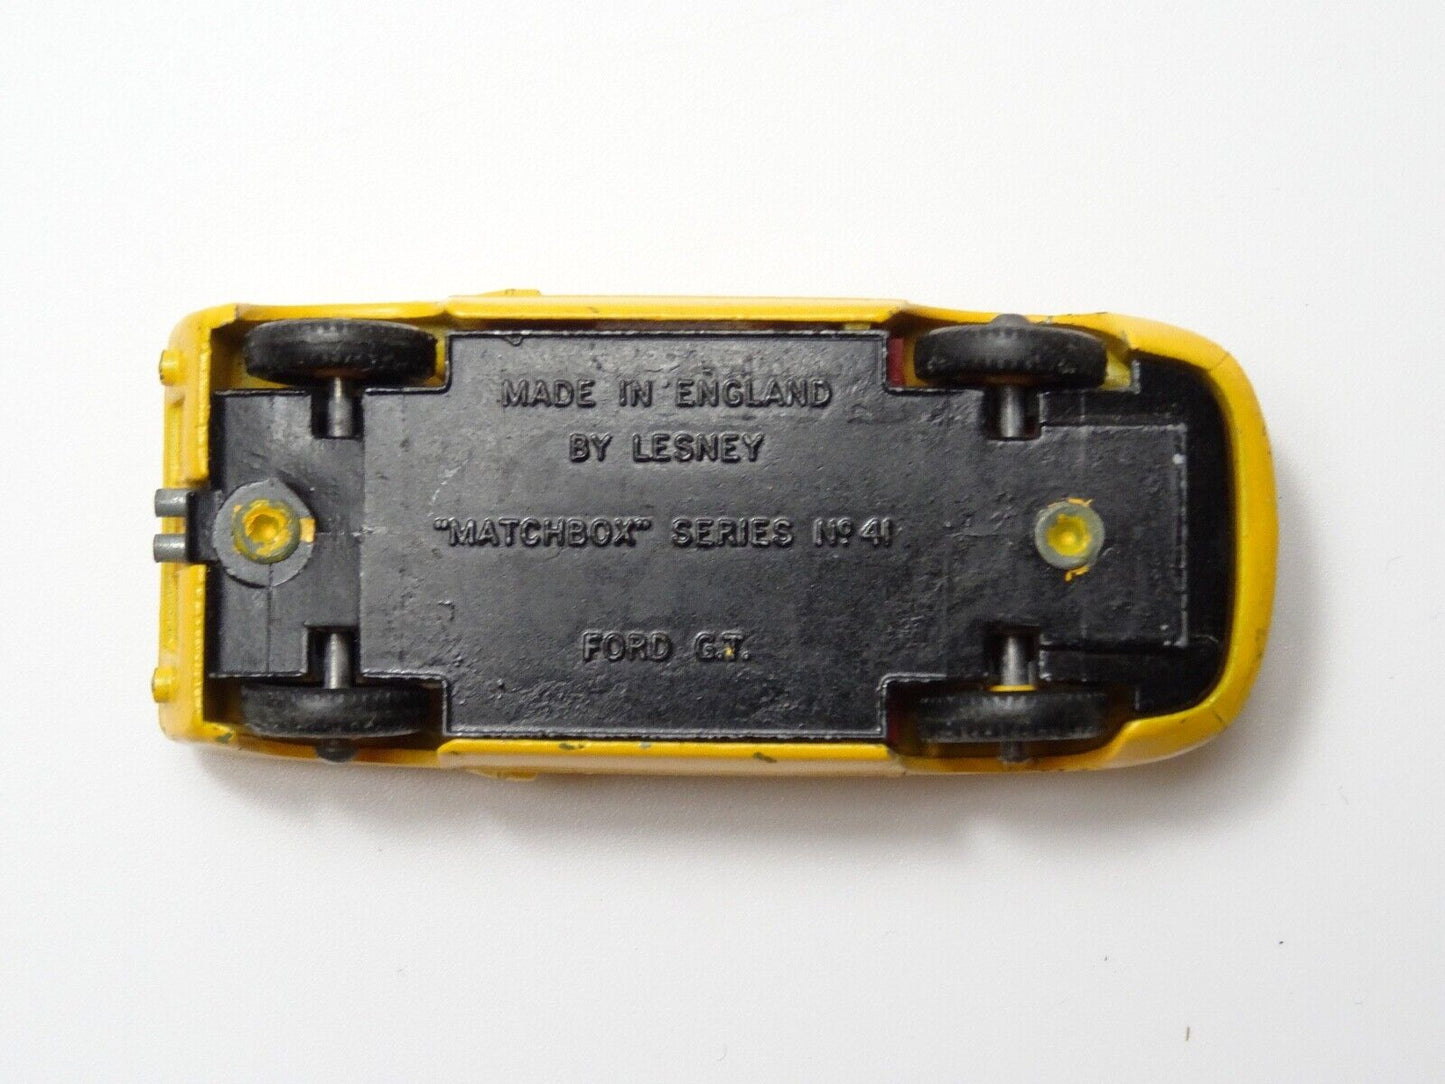 MADE IN ENGLAND
BY LESNEY
"MATCHBOX" SERIES Nº 41
FORD G.T.